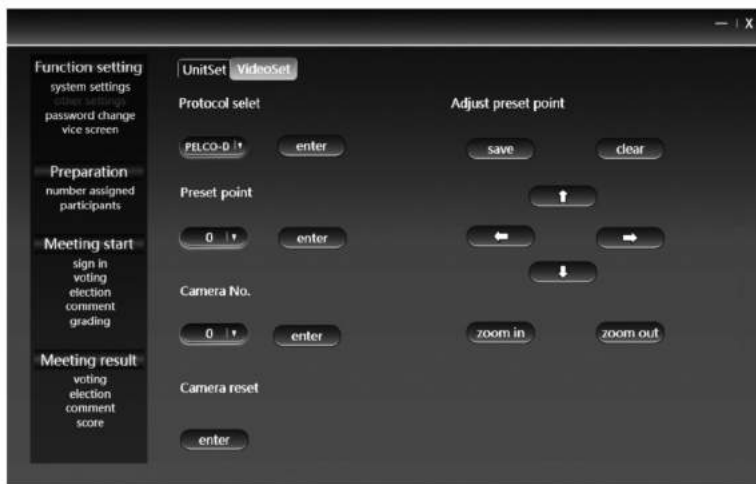 — | X
Function setting
system settings
other settings
password change
vice screen
Preparation
number assigned
participants
Meeting start
sign in
voting
election
comment
grading
Meeting result
voting
election
comment
score
UnitSet VideoSet
Protocol selet
PELCO-D enter
Preset point
0 enter
Camera No.
0 enter
Camera reset
enter
Adjust preset point
save clear
⬆
⬅ ➡
⬇
zoom in zoom out